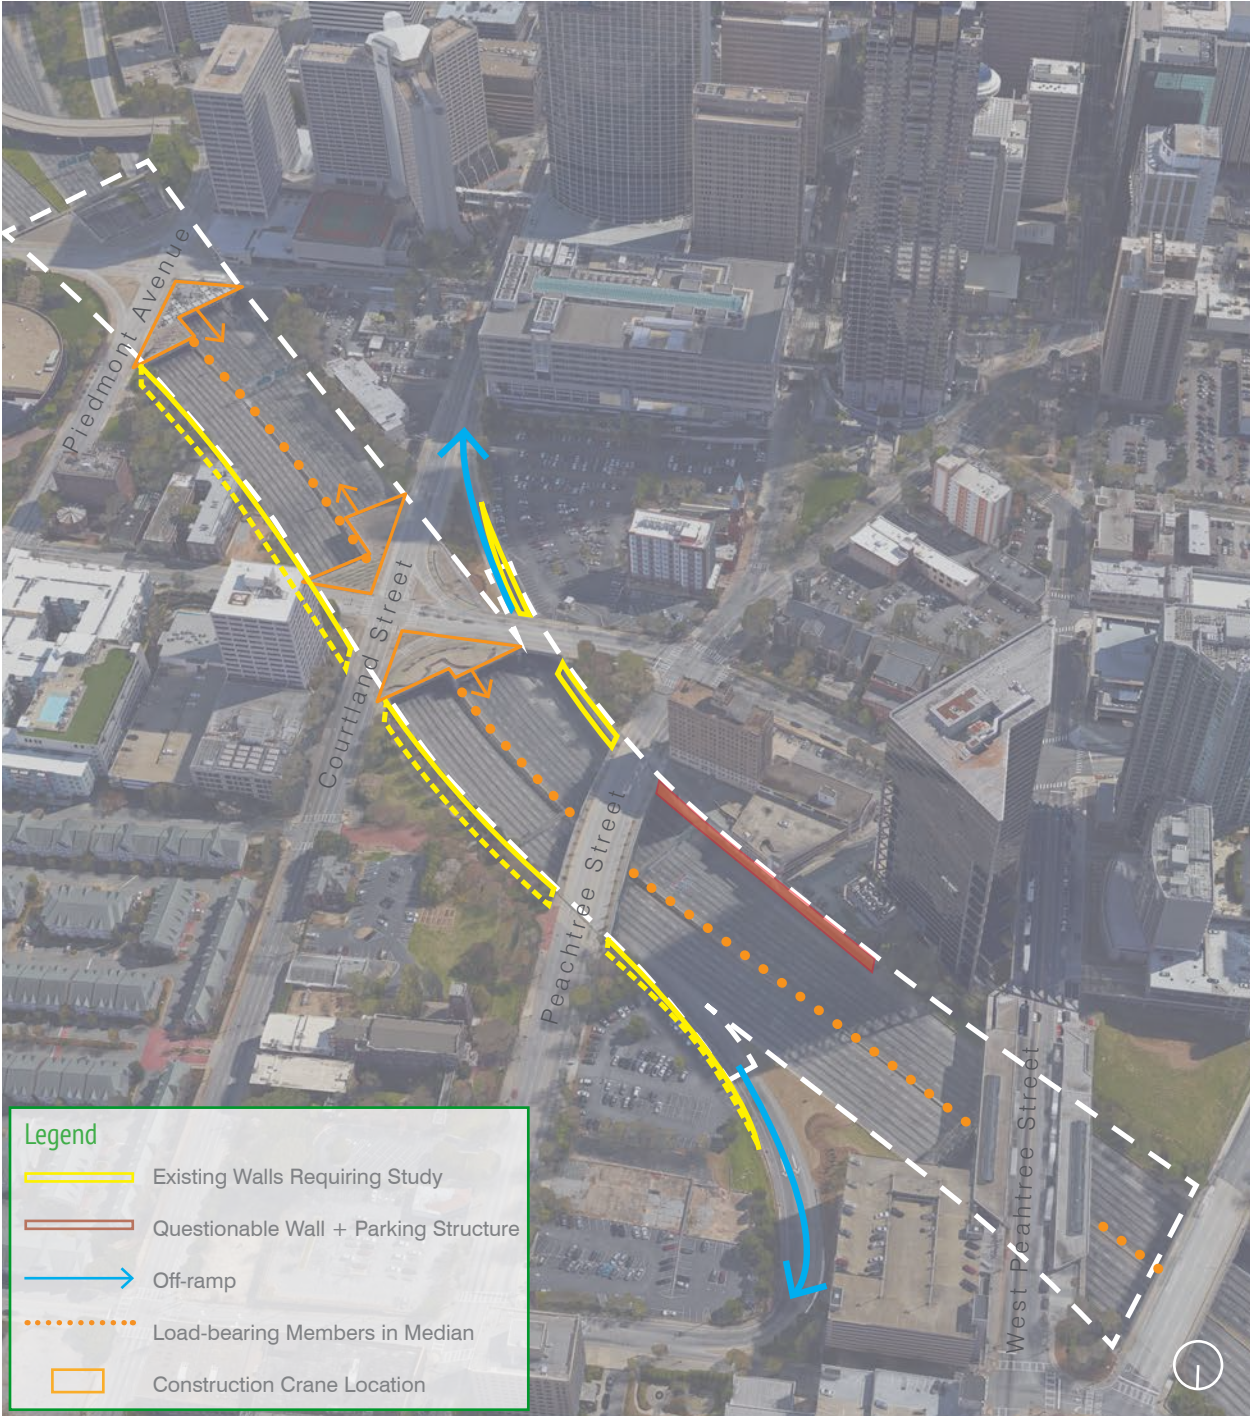 Piedmont Avenue
Courtland Street
Peachtree Street
West Peahtree Street
Legend
Existing Walls Requiring Study
Questionable Wall + Parking Structure
Off-ramp
Load-bearing Members in Median
Construction Crane Location